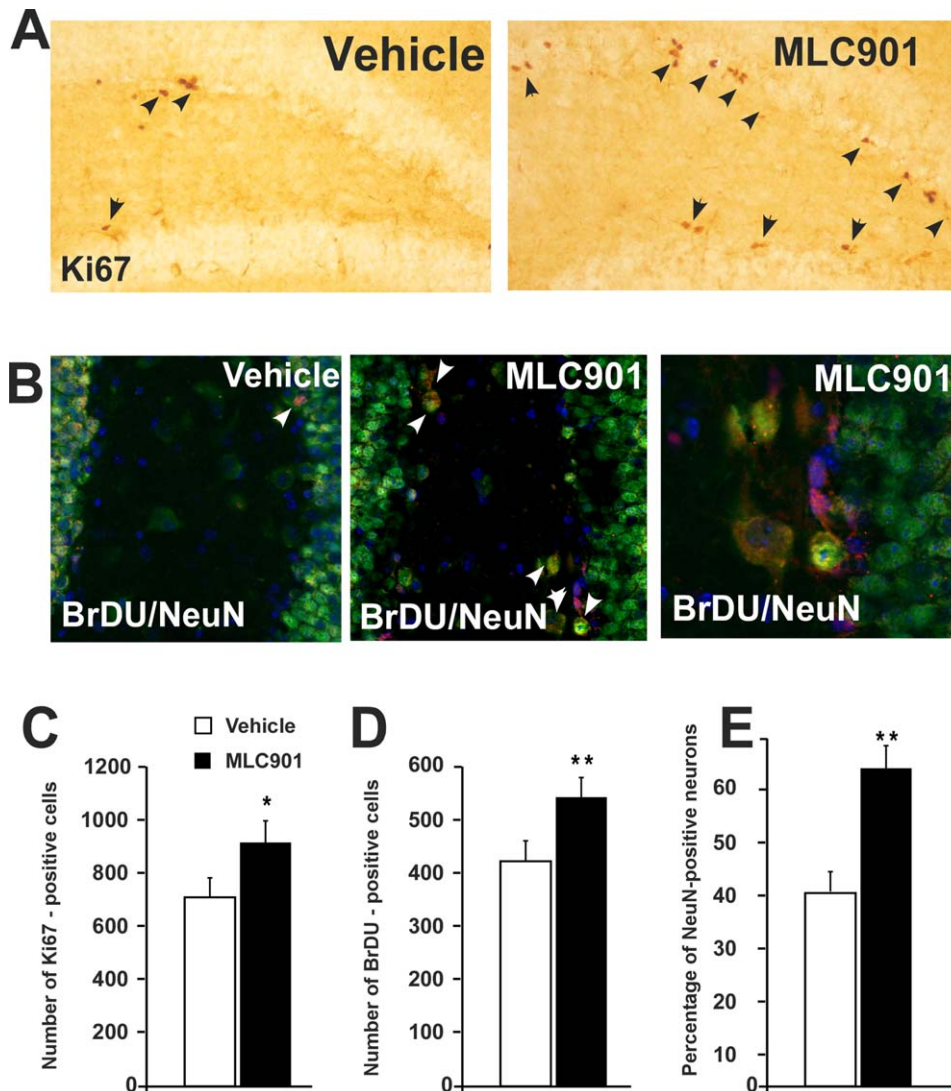 A
Vehicle
MLC901
Ki67
B
Vehicle
MLC901
MLC901
BrDU/NeuN
BrDU/NeuN
BrDU/NeuN
C
Vehicle
MLC901
Number of Ki67 - positive cells
1200
1000
800
600
400
200
0
*
D
Number of BrDU - positive cells
600
500
400
300
200
100
0
**
E
Percentage of NeuN-positive neurons
60
50
40
30
20
10
0
**